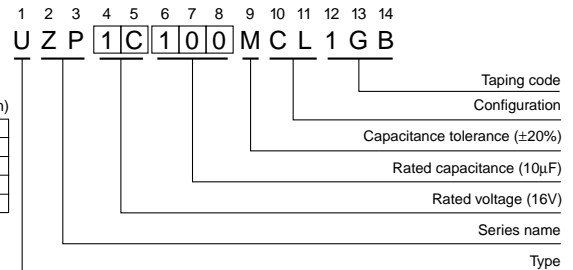 1 2 3 4 5 6 7 8 9 10 11 12 13 14
U Z P 1 C 1 0 0 M C L 1 G B
Taping code
Configuration
Capacitance tolerance (±20%)
Rated capacitance (10μF)
Rated voltage (16V)
Series name
Type